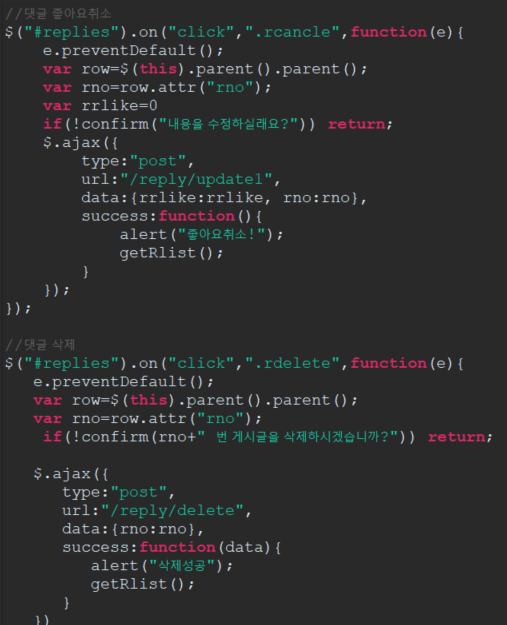 //댓글 좋아요취소
$("#replies").on("click",".rcancle",function(e){
    e.preventDefault();
    var row=$(this).parent().parent();
    var rno=row.attr("rno");
    var rrlike=0
    if(!confirm("내용을 수정하실래요?")) return;
    $.ajax({
        type:"post",
        url:"/reply/update1",
        data:{rrlike:rrlike, rno:rno},
        success:function(){
            alert("좋아요취소!");
            getRlist();
        }
    });
});

//댓글 삭제
$("#replies").on("click",".rdelete",function(e){
   e.preventDefault();
   var row=$(this).parent().parent();
   var rno=row.attr("rno");
    if(!confirm(rno+" 번 게시글을 삭제하시겠습니까?")) return;

   $.ajax({
      type:"post",
      url:"/reply/delete",
      data:{rno:rno},
      success:function(data){
         alert("삭제성공");
         getRlist();
      }
   })